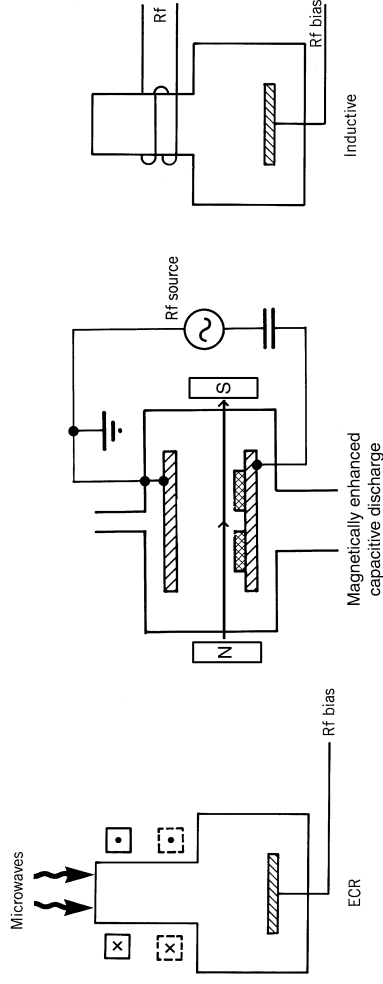 Microwaves
Rf bias
ECR
N
S
Rf source
Magnetically enhanced
capacitive discharge
Rf
Rf bias
Inductive